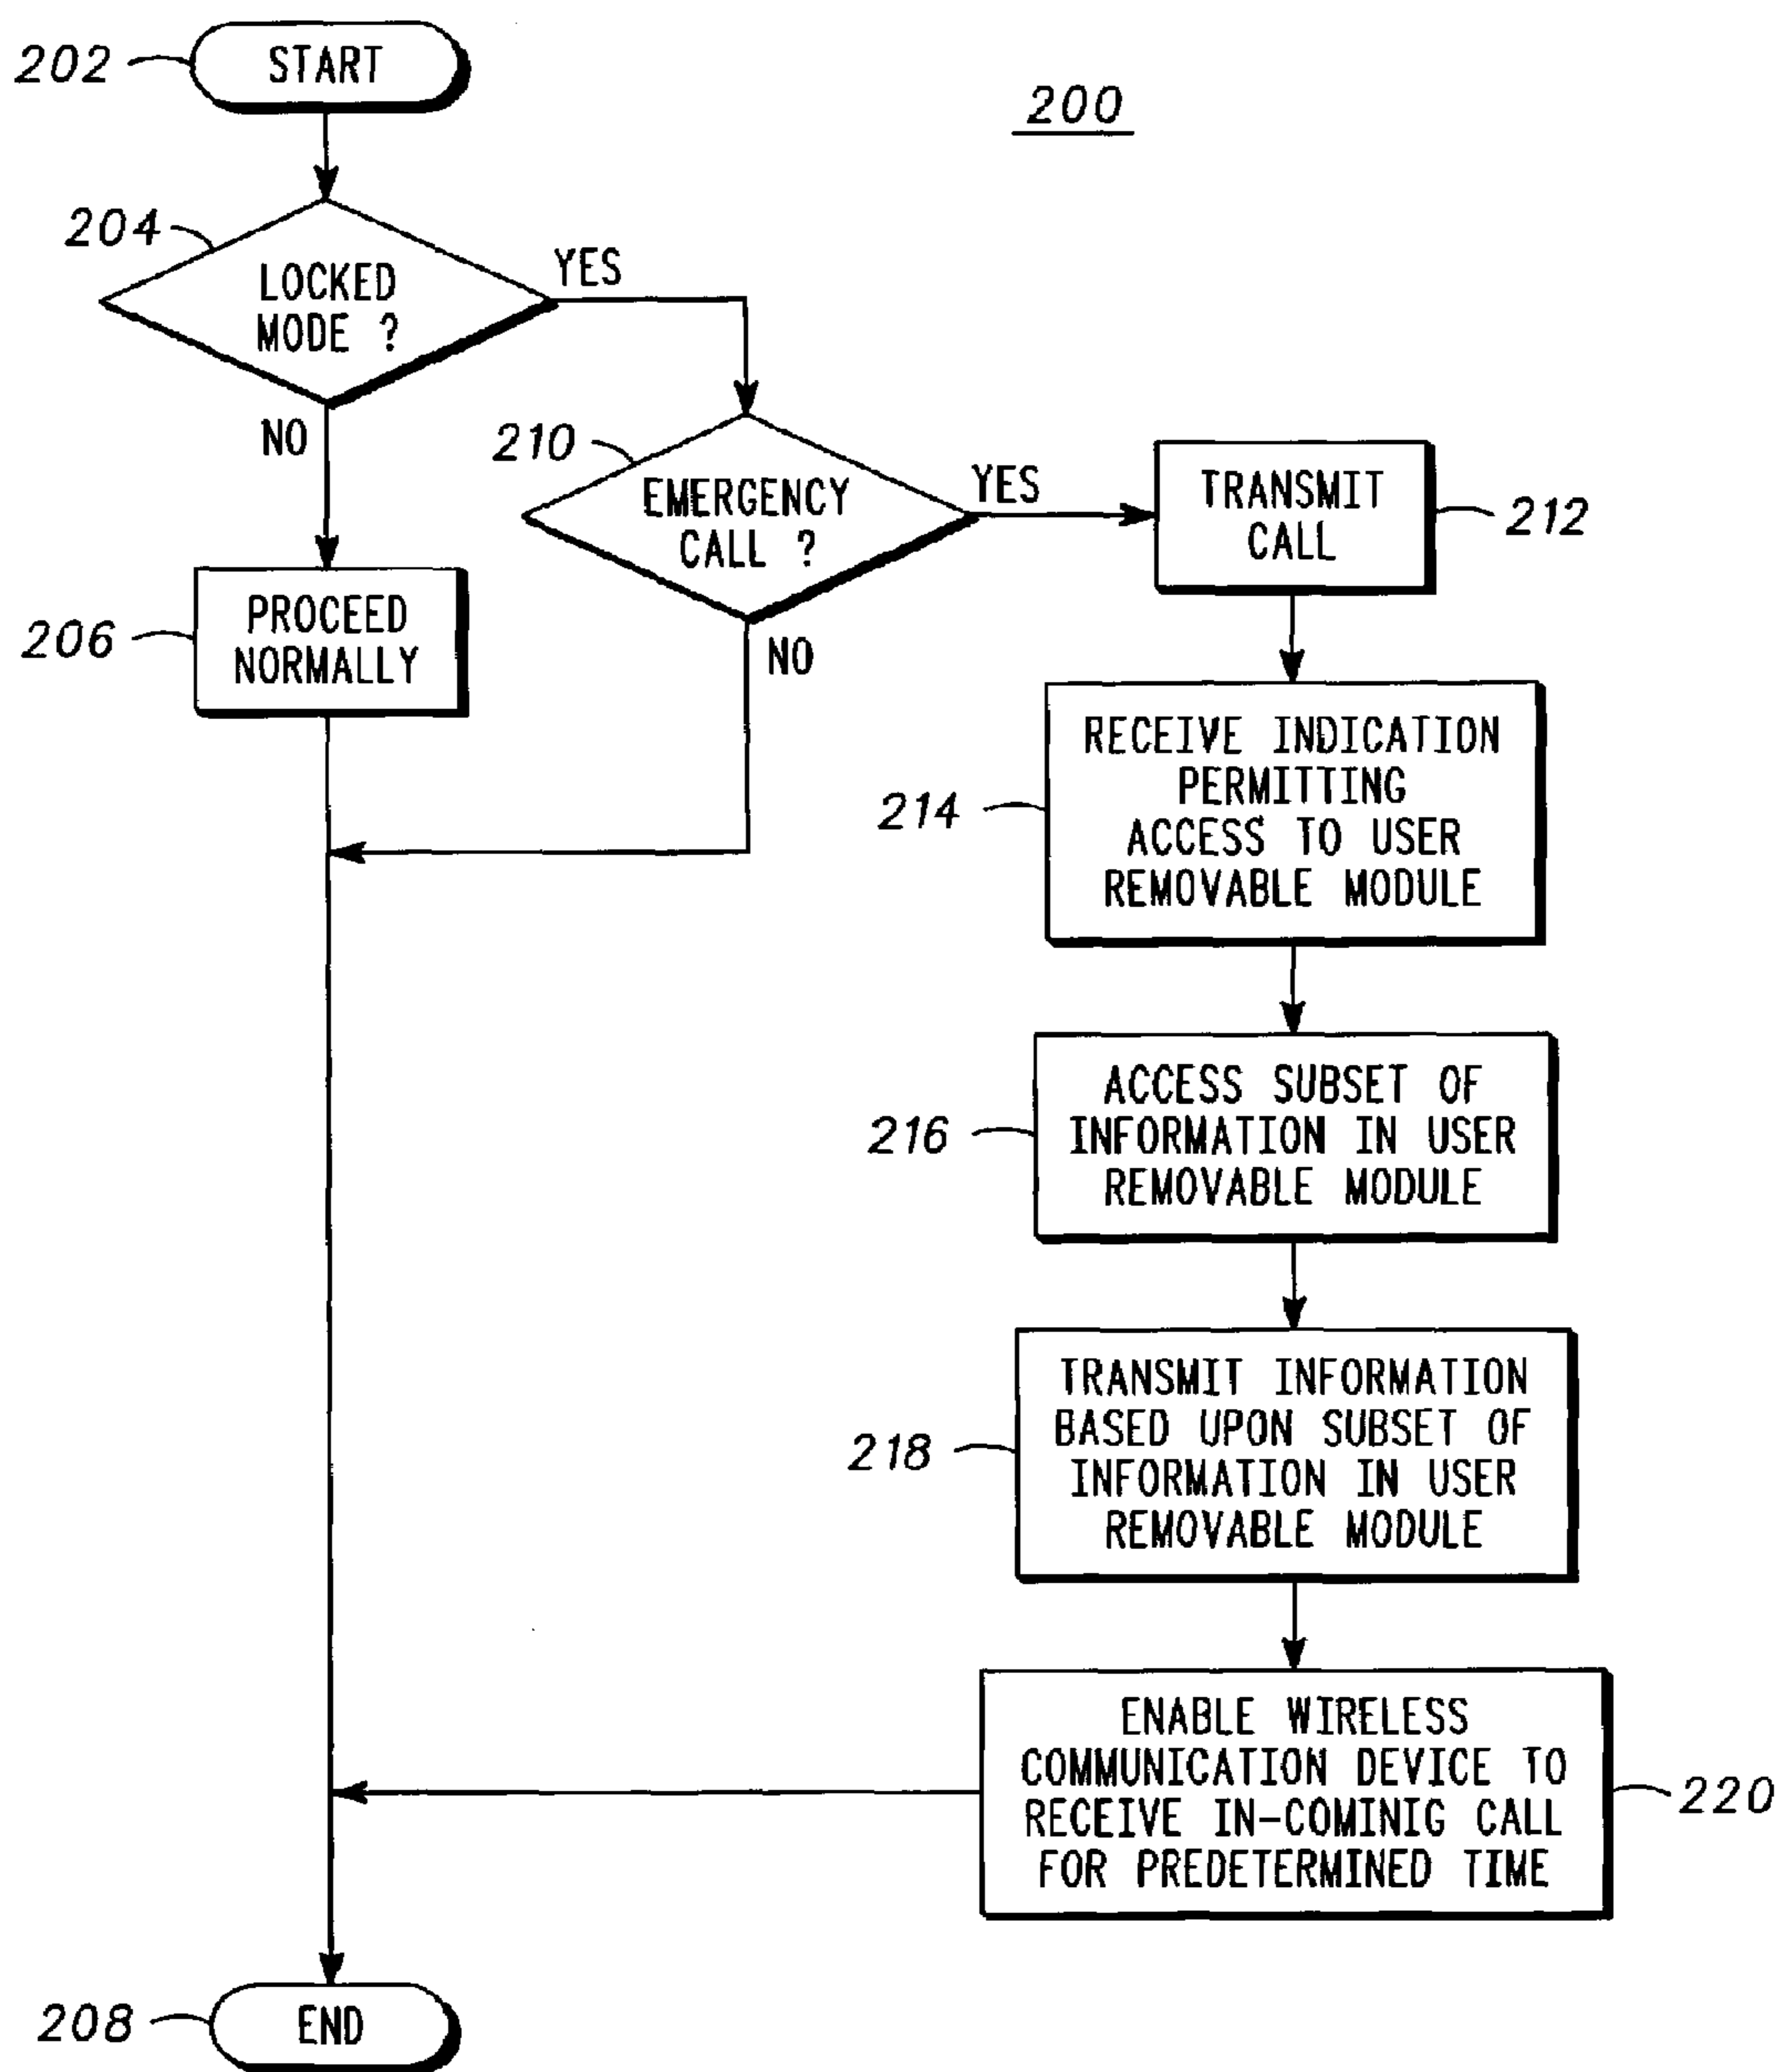 202
START
200
204
LOCKED
MODE ?
YES
NO
210
EMERGENCY
CALL ?
YES
NO
TRANSMIT
CALL
212
206
PROCEED
NORMALLY
214
RECEIVE INDICATION
PERMITTING
ACCESS TO USER
REMOVABLE MODULE
216
ACCESS SUBSET OF
INFORMATION IN USER
REMOVABLE MODULE
218
TRANSMIT INFORMATION
BASED UPON SUBSET OF
INFORMATION IN USER
REMOVABLE MODULE
ENABLE WIRELESS
COMMUNICATION DEVICE TO
RECEIVE IN-COMINIG CALL
FOR PREDETERMINED TIME
220
208
END